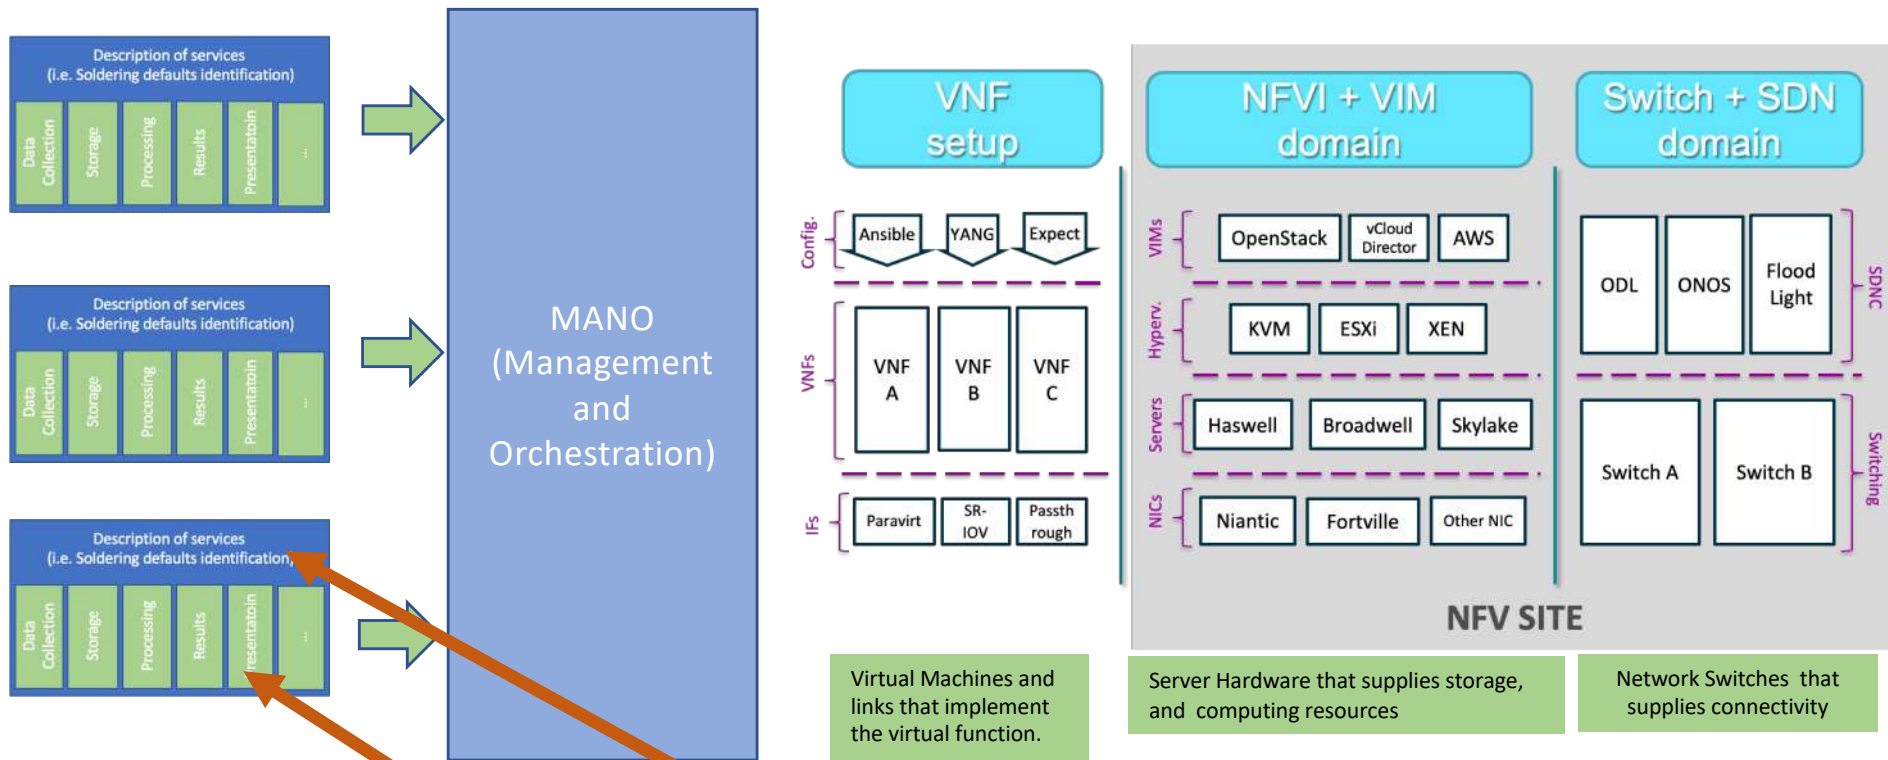 Description of services
(i.e. Soldering defaults identification)
Data
Collection
Storage
Processing
Results
Presentatoin
...
Description of services
(i.e. Soldering defaults identification)
Data
Collection
Storage
Processing
Results
Presentatoin
...
Description of services
(i.e. Soldering defaults identification)
Data
Collection
Storage
Processing
Results
resentatoin
...
MANO
(Management
and
Orchestration)
VNF
setup
Config.
Ansible
YANG
Expect
VNFs
VNF
A
VNF
B
VNF
C
IFs
Paravirt
SR-
IOV
Passth
rough
Virtual Machines and
links that implement
the virtual function.
NFVI + VIM
domain
VIMs
OpenStack
vCloud
Director
AWS
Hyperv.
KVM
ESXi
XEN
Servers
Haswell
Broadwell
Skylake
NICs
Niantic
Fortville
Other NIC
Switch + SDN
domain
ODL
ONOS
Flood
Light
SDNC
Switch A
Switch B
Switching
NFV SITE
Server Hardware that supplies storage,
and computing resources
Network Switches that
supplies connectivity